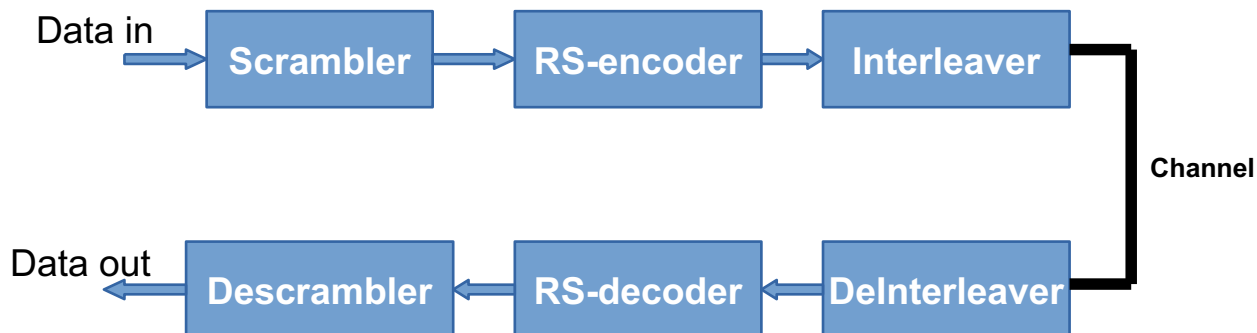 Data in
Scrambler
RS-encoder
Interleaver
Channel
Data out
Descrambler
RS-decoder
DeInterleaver